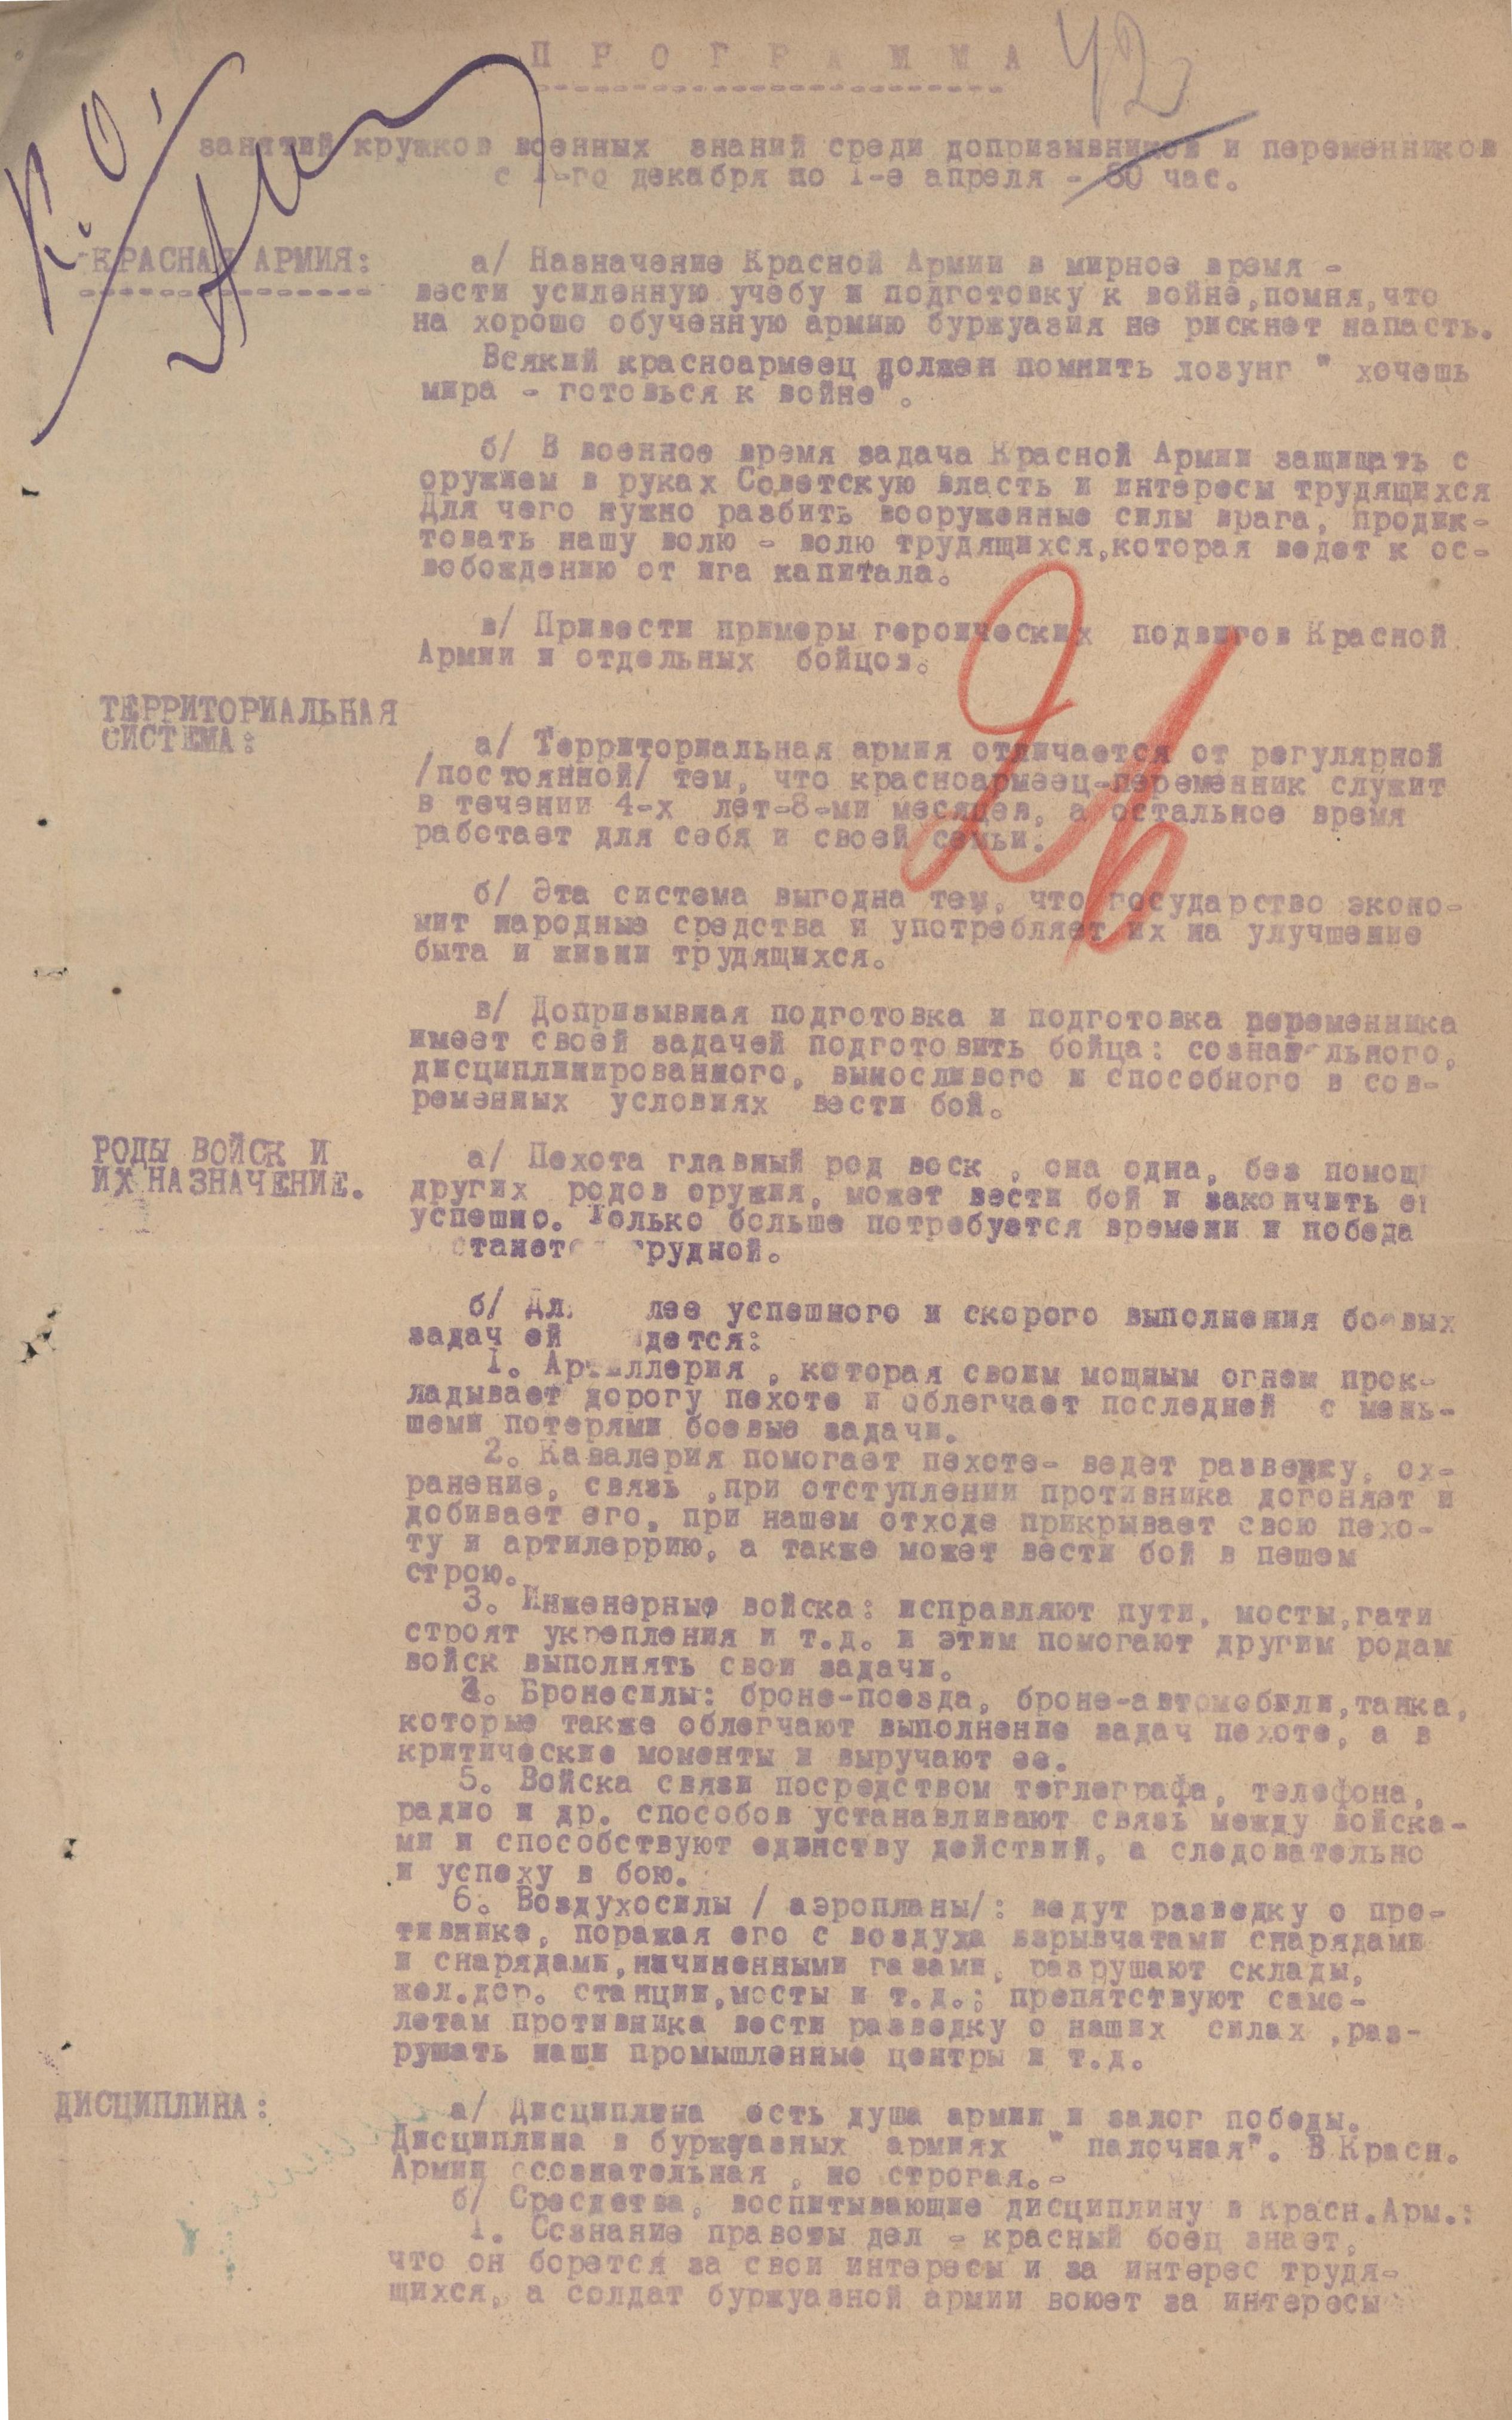 П Р О Г Р А М М А
42
К.О.
занятий кружков военных знаний среди допризывников и переменников
с 1-го декабря по 1-е апреля - 80 час.
КРАСНАЯ АРМИЯ:
а/ Назначение Красной Армии в мирное время -
вести усиленную учебу и подготовку к войне,помня,что
на хорошо обученную армию буржуазия не рискнет напасть.
Всякий красноармеец должен помнить лозунг " хочешь
мира - готовься к войне".
б/ В военное время задача Красной Армии защищать с
оружием в руках Советскую власть и интересы трудящихся
Для чего нужно разбить вооруженные силы врага, продик-
товать нашу волю - волю трудящихся,которая ведет к ос-
вобождению от ига капитала.
в/ Привести примеры героических подвигов Красной
Армии и отдельных бойцов.
26
ТЕРРИТОРИАЛЬНАЯ
СИСТЕМА:
а/ Территориальная армия отличается от регулярной
/постоянной/ тем, что красноармеец-переменник служит
в течении 4-х лет-8-ми месяцев, а остальное время
работает для себя и своей семьи.
б/ Эта система выгодна тем, что государство эконо-
мит народные средства и употребляет их на улучшение
быта и жизни трудящихся.
в/ Допризывная подготовка и подготовка переменника
имеет своей задачей подготовить бойца: сознательного,
дисциплинированного, выносливого и способного в сов-
ременных условиях вести бой.
РОДЫ ВОЙСК И
ИХ НАЗНАЧЕНИЕ.
а/ Пехота главный род воск , она одна, без помощи
других родов оружия, может вести бой и закончить ег
успешно. Только больше потребуется времени и победа
станет трудной.
б/ Дл лее успешного и скорого выполнения боевых
задач ей дется:
1. Артиллерия , которая своим мощным огнем прок-
ладывает дорогу пехоте и облегчает последней с мень-
шеми потерями боевые задачи.
2. Кавалерия помогает пехоте- ведет разведку, ох-
ранение, связь ,при отступлении противника догоняет и
добивает его, при нашем отходе прикрывает свою пехо-
ту и артилеррию, а также может вести бой в пешем
строю.
3. Инженерные войска: исправляют пути, мосты,гати
строят укрепления и т.д. и этим помогают другим родам
войск выполнять свои задачи.
4. Бронесилы: броне-поезда, броне-автомобили,танка,
которые также облегчают выполнение задач пехоте, а в
критические моменты и выручают ее.
5. Войска связи посредством теглеграфа, телефона,
радио и др. способов устанавливают связь между войска-
ми и способствуют единству действий, а следовательно
и успеху в бою.
6. Воздухосилы / аэропланы/: ведут разведку о про-
тивнике, поражая его с воздуха взрывчатами снарядами
и снарядами,начиненными газами, разрушают склады,
жел.дор. станции,мосты и т.д.; препятствуют само-
летам противника вести разведку о наших силах ,раз-
рушать наши промышленные центры и т.д.
ДИСЦИПЛИНА:
а/ Дисциплина есть душа армии и залог победы.
Дисциплина в буржуазных армиях " палочная". В Красн.
Армии сознательная , но строгая.-
б/ Сресдства, воспитывающие дисциплину в Красн.Арм.:
1. Сознание правоты дел - красный боец знает,
что он борется за свои интересы и за интерес трудя-
щихся, а солдат буржуазной армии воюет за интересы